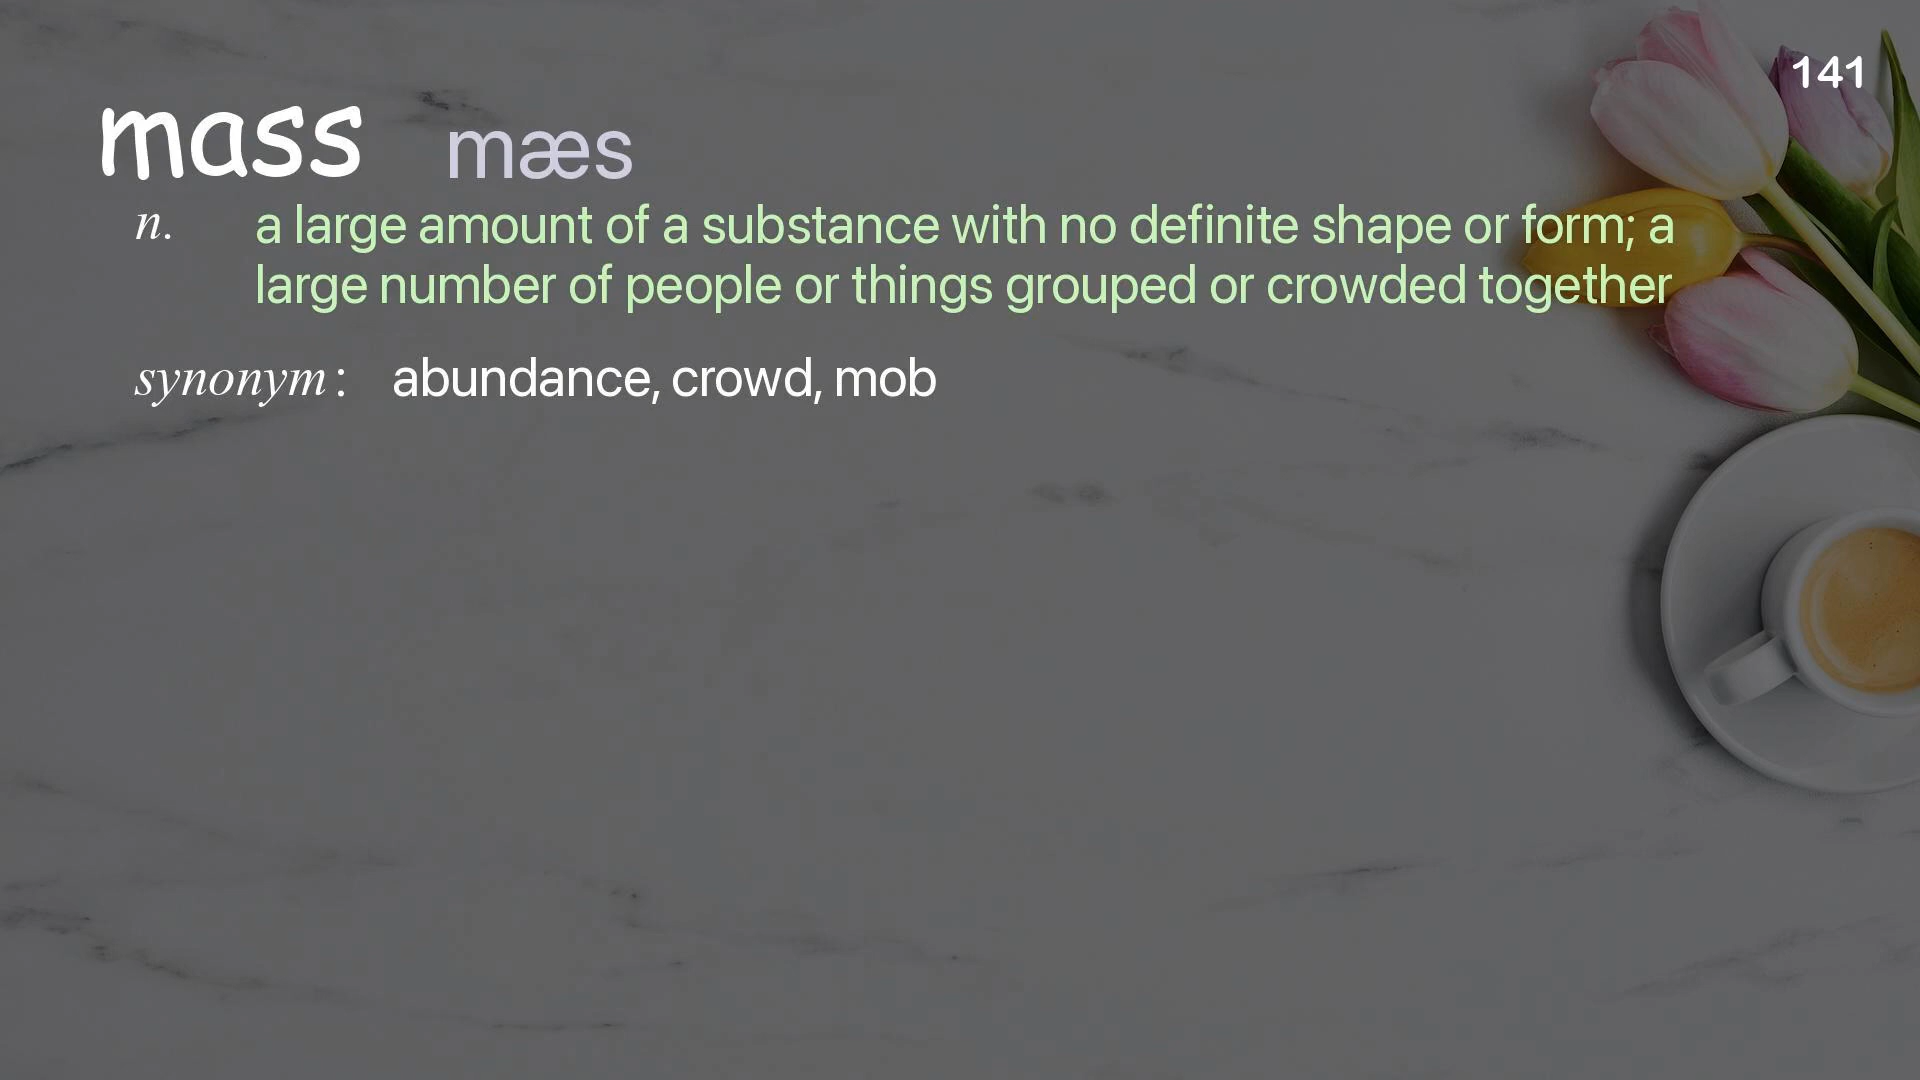 141
mass mæs
n. a large amount of a substance with no definite shape or form; a
large number of people or things grouped or crowded together
synonym: abundance, crowd, mob